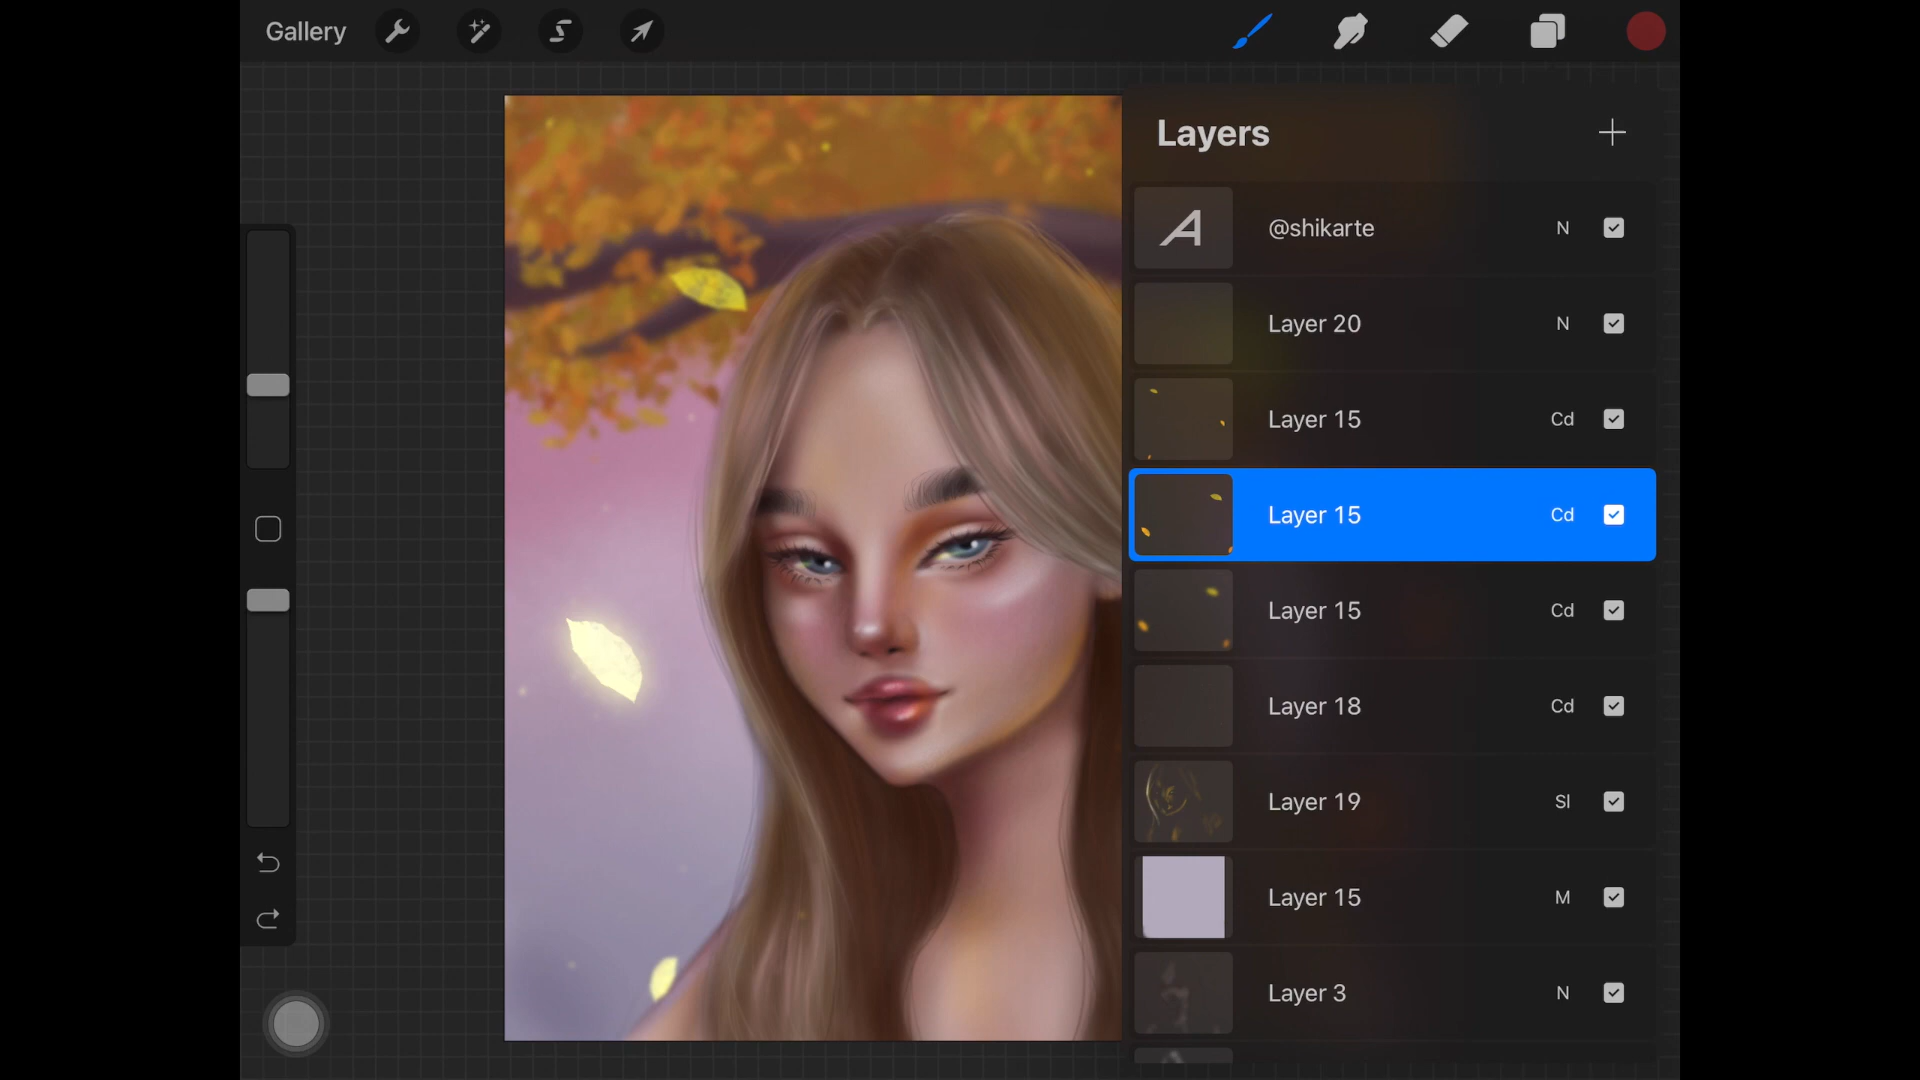 Gallery
Layers
A
@shikarte N
Layer 20 N
Layer 15 Cd
Layer 15 Cd
Layer 15 Cd
Layer 18 Cd
Layer 19 Sl
Layer 15 M
Layer 3 N